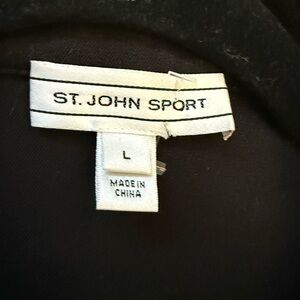 ST. JOHN SPORT
L
MADE IN
CHINA